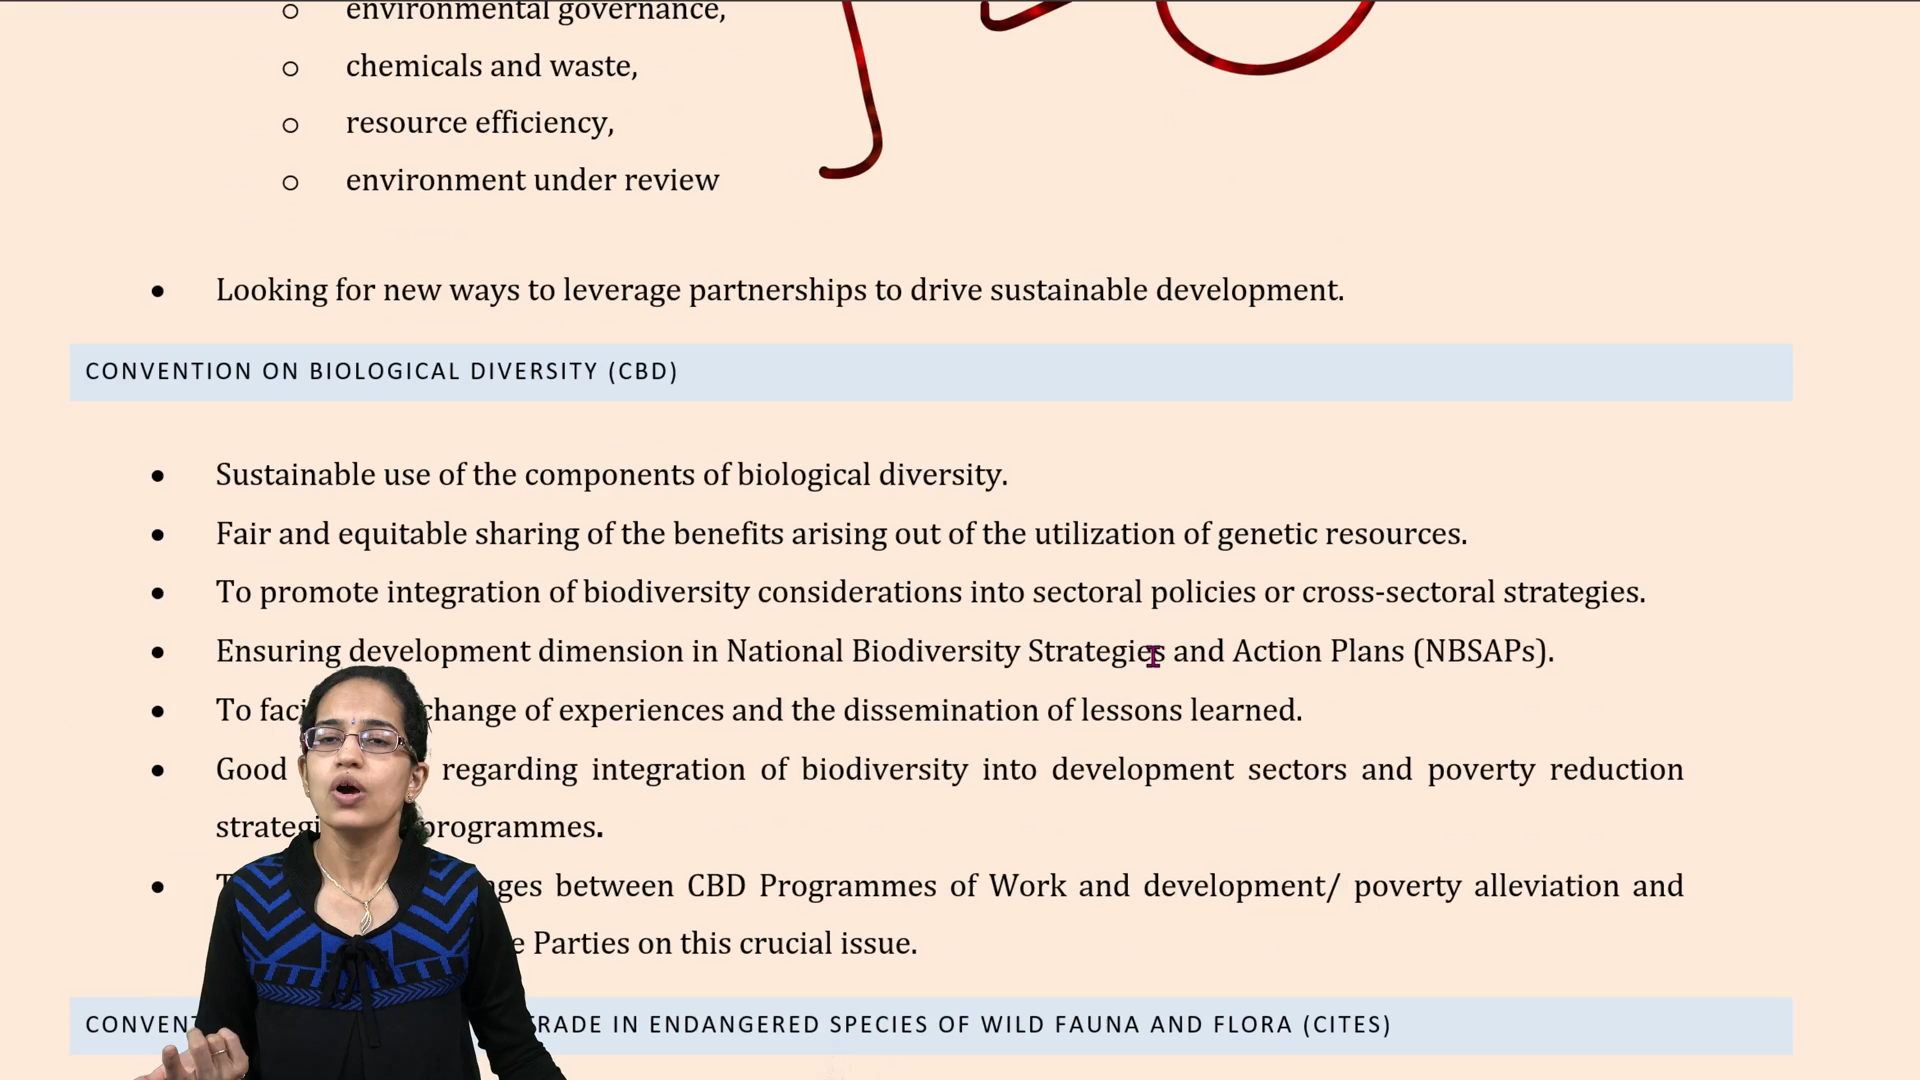 environmental governance,
chemicals and waste,
resource efficiency,
environment under review
Looking for new ways to leverage partnerships to drive sustainable development.
CONVENTION ON BIOLOGICAL DIVERSITY (CBD)
Sustainable use of the components of biological diversity.
Fair and equitable sharing of the benefits arising out of the utilization of genetic resources.
To promote integration of biodiversity considerations into sectoral policies or cross-sectoral strategies.
Ensuring development dimension in National Biodiversity Strategies and Action Plans (NBSAPs).
To change of experiences and the dissemination of lessons learned.
Good regarding integration of biodiversity into development sectors and poverty reduction
programmes.
between CBD Programmes of Work and development/ poverty alleviation and
Parties on this crucial issue.
IN ENDANGERED SPECIES OF WILD FAUNA AND FLORA (CITES)